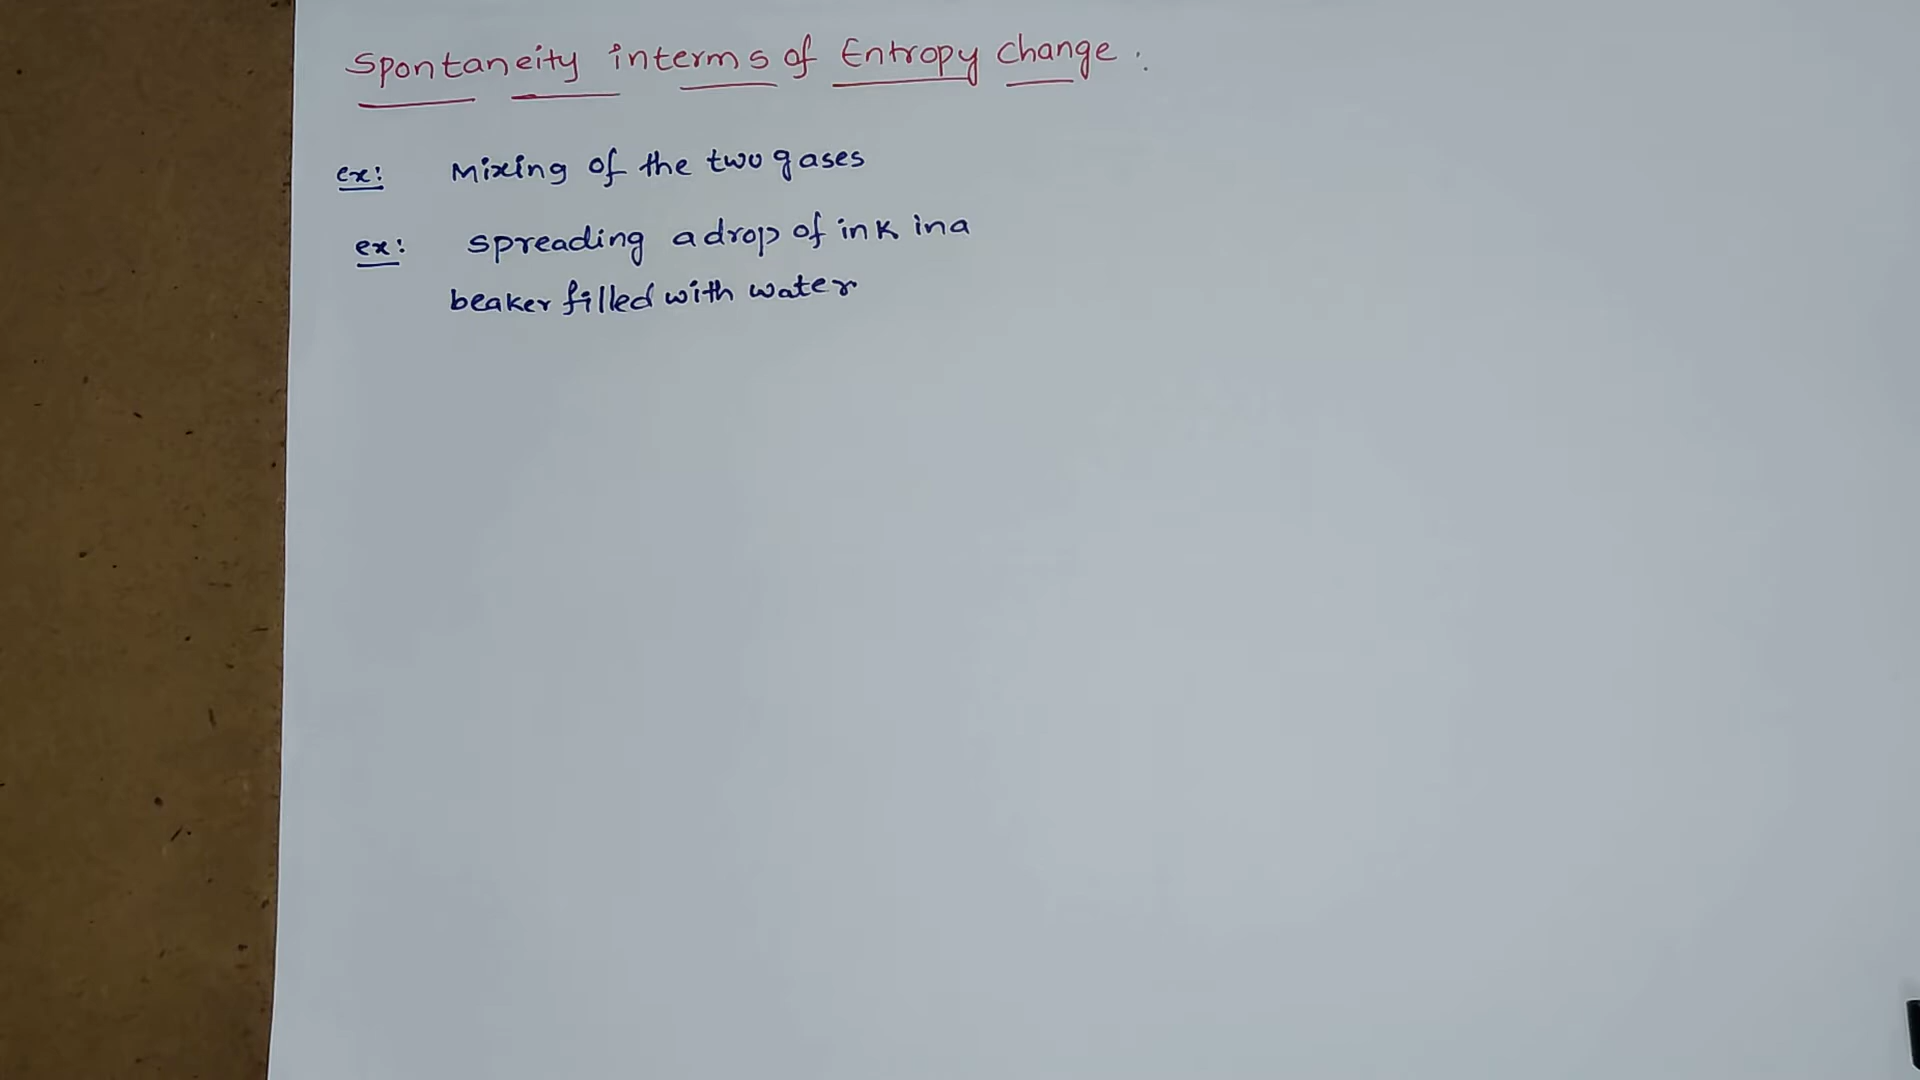 Spontaneity interms of Entropy change :
ex: Mixing of the two gases
ex: spreading a drop of ink in a
beaker filled with water